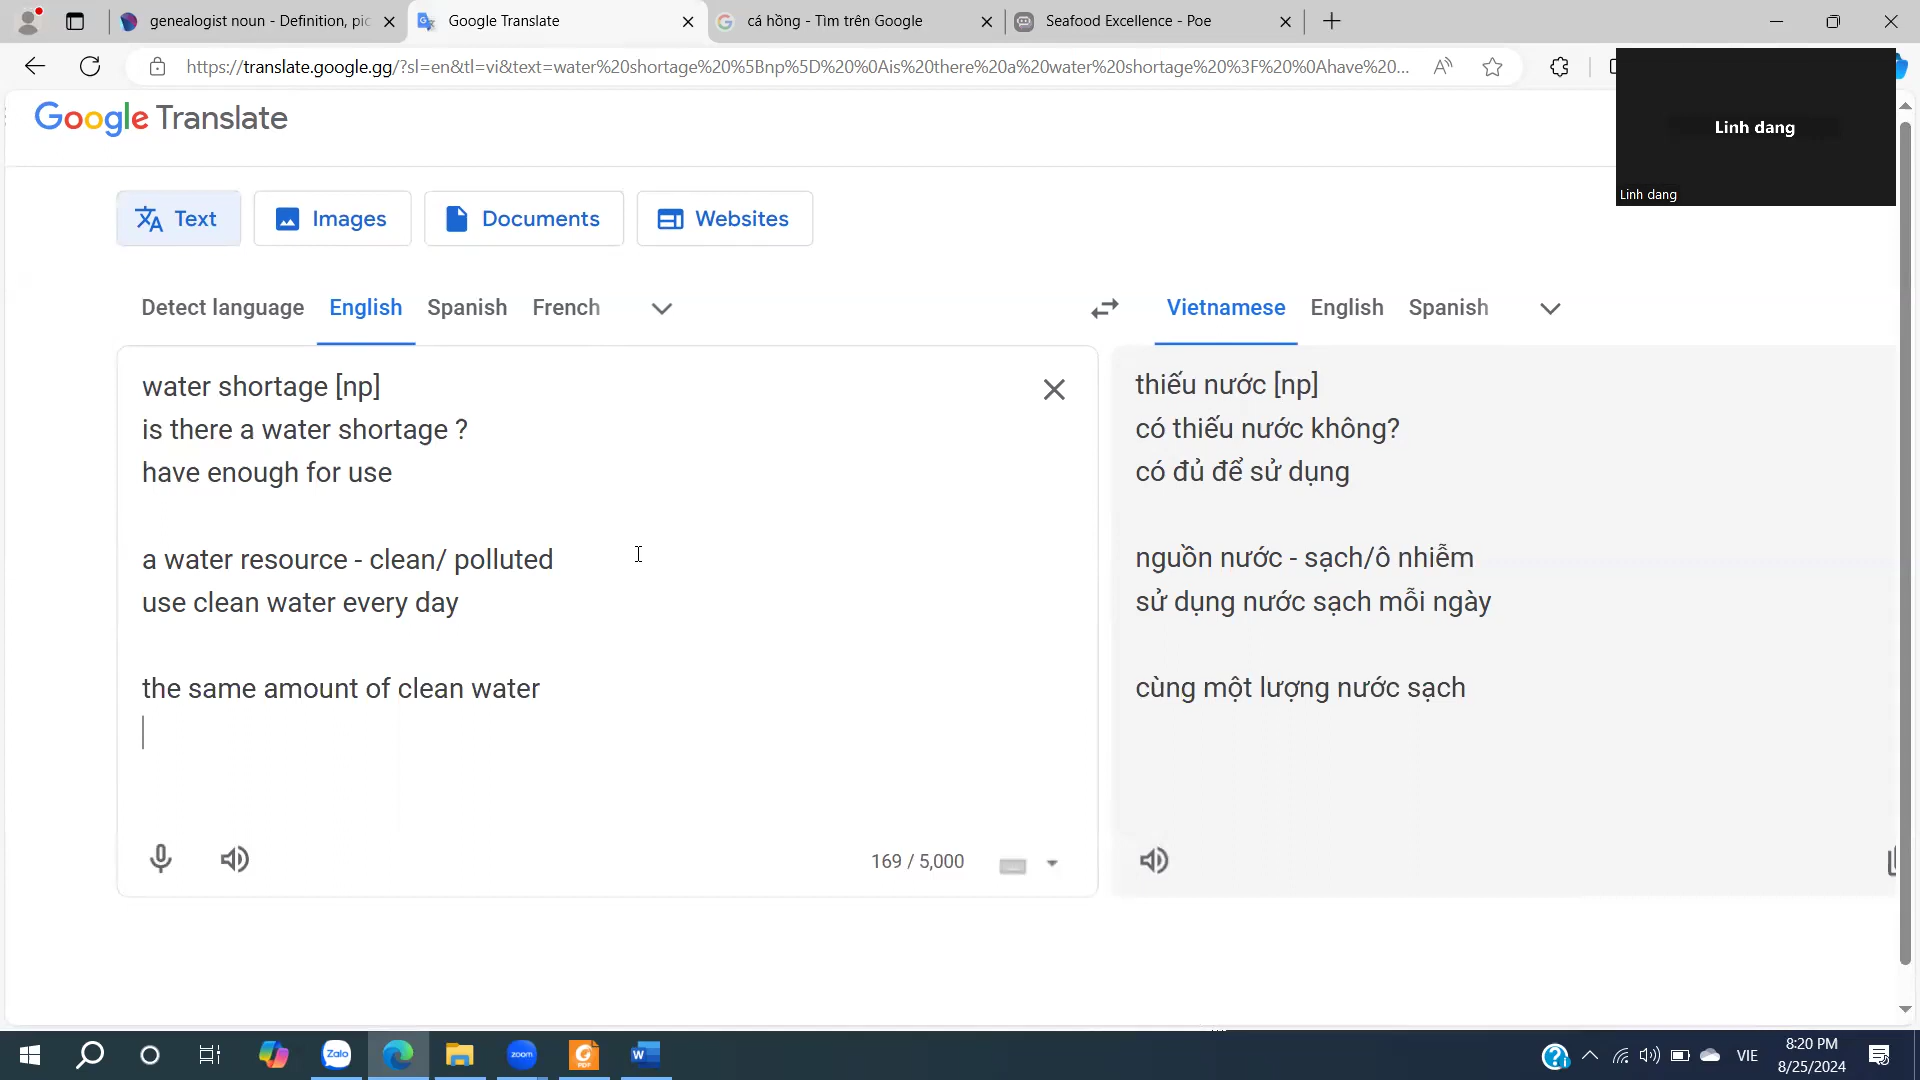 genealogist noun - Definition, pic
Google Translate
cá hồng - Tìm trên Google
Seafood Excellence - Poe
https://translate.google.gg/?sl=en&tl=vi&text=water%20shortage%20%5Bnp%5D%20%0Ais%20there%20a%20water%20shortage%20%3F%20%0Ahave%20...
Linh dang
Linh dang
Google Translate
Text
Images
Documents
Websites
Detect language
English
Spanish
French
Vietnamese
English
Spanish
water shortage [np]
is there a water shortage ?
have enough for use
a water resource - clean/ polluted
use clean water every day
the same amount of clean water
169 / 5,000
thiếu nước [np]
có thiếu nước không?
có đủ để sử dụng
nguồn nước - sạch/ô nhiễm
sử dụng nước sạch mỗi ngày
cùng một lượng nước sạch
Zalo
zoom
PDF
W
VIE
8:20 PM
8/25/2024